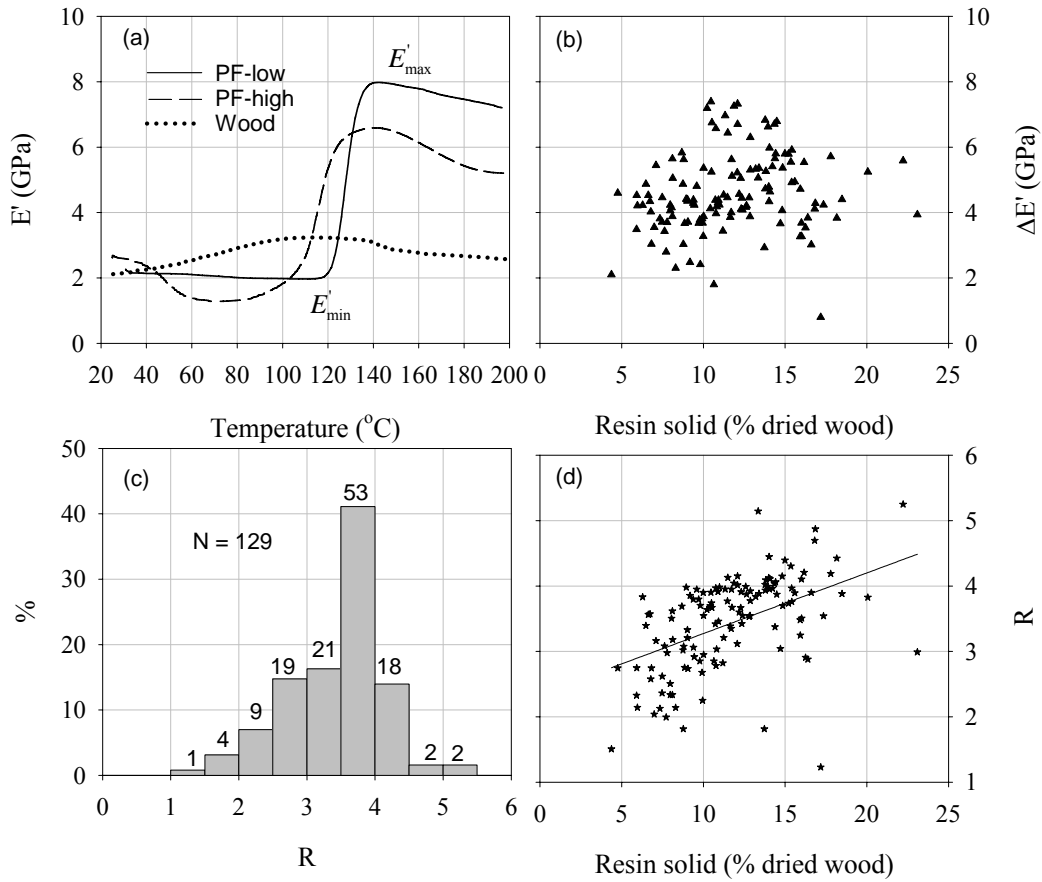 (a)
PF-low
PF-high
Wood
E'max
E'min
E' (GPa)
10
8
6
4
2
0
20 40 60 80 100 120 140 160 180 200
Temperature (°C)
(b)
10
8
6
4
2
0
ΔE' (GPa)
0 5 10 15 20 25
Resin solid (% dried wood)
(c)
N = 129
1
4
9
19
21
53
18
2
2
%
50
40
30
20
10
0
0 1 2 3 4 5 6
R
(d)
6
5
4
3
2
1
R
0 5 10 15 20 25
Resin solid (% dried wood)